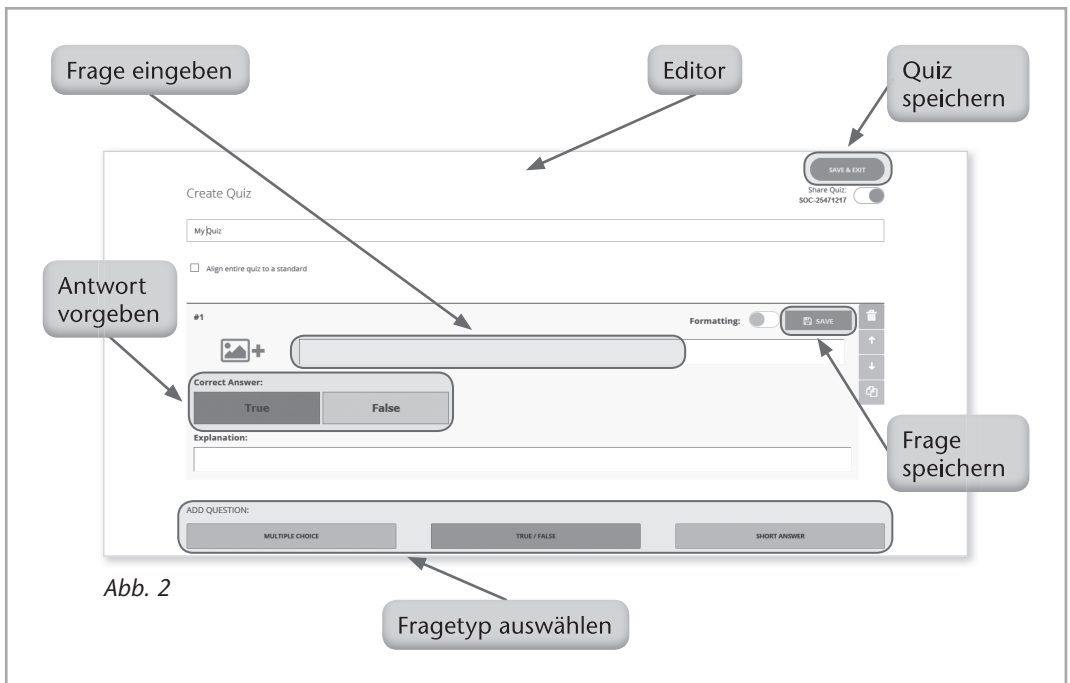 Frage eingeben
Editor
Quiz
speichern
SAVE & EXIT
Create Quiz
Share Quiz:
SOC-25471217
My Quiz
Align entire quiz to a standard
Antwort
vorgeben
#1
Formatting:
SAVE
Correct Answer:
True
False
Explanation:
Frage
speichern
ADD QUESTION:
MULTIPLE CHOICE
TRUE / FALSE
SHORT ANSWER
Abb. 2
Fragetyp auswählen